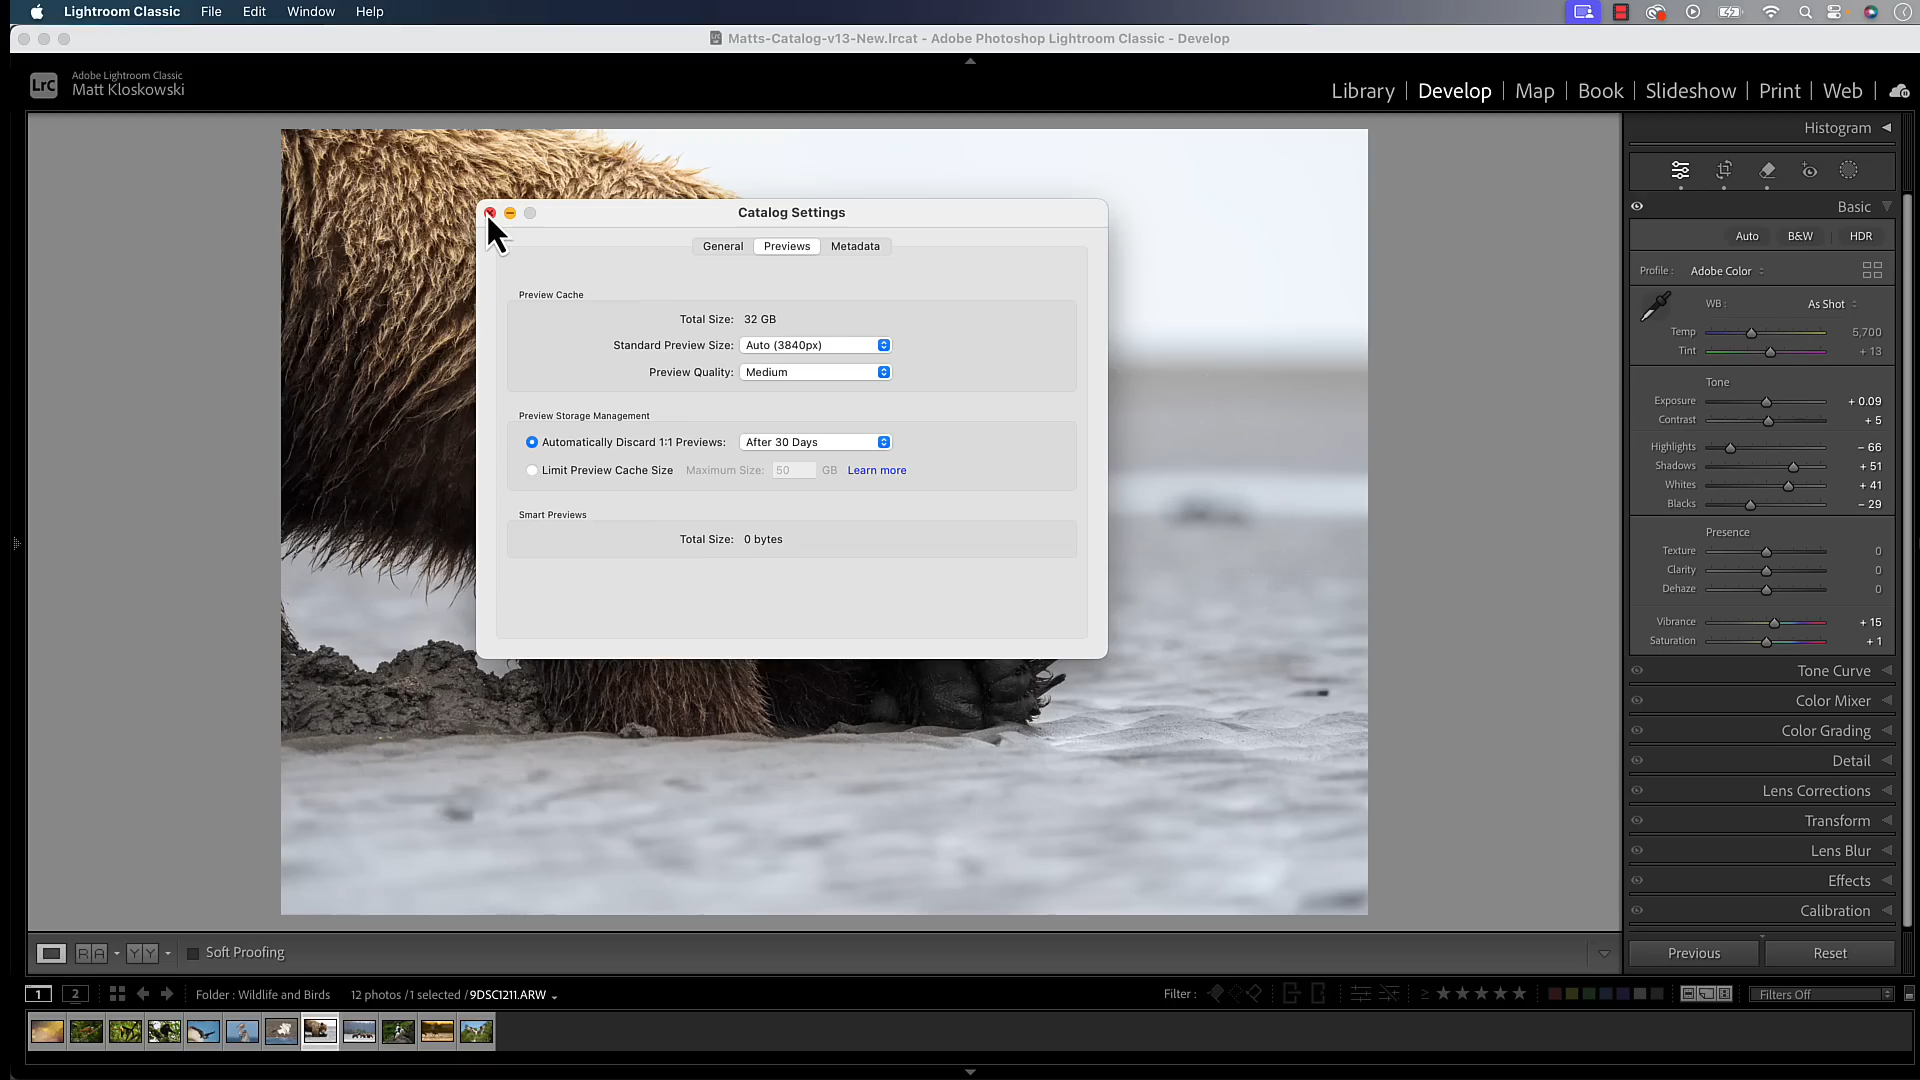 Lightroom Classic File Edit Window Help
Matts-Catalog-v13-New.lrcat - Adobe Photoshop Lightroom Classic - Develop
LrC
Adobe Lightroom Classic
Matt Kloskowski
Library | Develop | Map | Book | Slideshow | Print | Web |
Histogram
Catalog Settings
General Previews Metadata
Preview Cache
Total Size: 32 GB
Standard Preview Size: Auto (3840px)
Preview Quality: Medium
Preview Storage Management
Automatically Discard 1:1 Previews: After 30 Days
Limit Preview Cache Size Maximum Size: 50 GB Learn more
Smart Previews
Total Size: 0 bytes
Basic
Auto B&W HDR
Profile : Adobe Color
WB : As Shot
Temp 5,700
Tint + 13
Tone
Exposure + 0.09
Contrast + 5
Highlights – 66
Shadows + 51
Whites + 41
Blacks – 29
Presence
Texture 0
Clarity 0
Dehaze 0
Vibrance + 15
Saturation + 1
Tone Curve
Color Mixer
Color Grading
Detail
Lens Corrections
Transform
Lens Blur
Effects
Calibration
R A Y Y Soft Proofing
Previous Reset
1 2 Folder : Wildlife and Birds 12 photos / 1 selected / 9DSC1211.ARW
Filter : ≥ ★★★★★ Filters Off